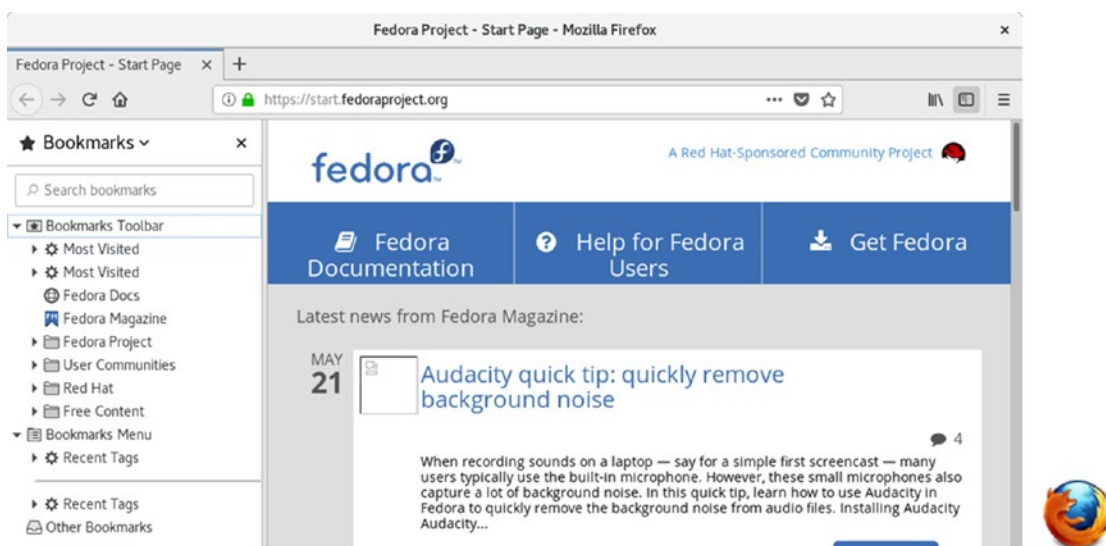 Fedora Project - Start Page - Mozilla Firefox
Fedora Project - Start Page
https://start.fedoraproject.org
Bookmarks
Search bookmarks
Bookmarks Toolbar
Most Visited
Most Visited
Fedora Docs
Fedora Magazine
Fedora Project
User Communities
Red Hat
Free Content
Bookmarks Menu
Recent Tags
Recent Tags
Other Bookmarks
fedora
A Red Hat-Sponsored Community Project
Fedora
Documentation
Help for Fedora
Users
Get Fedora
Latest news from Fedora Magazine:
MAY
21
Audacity quick tip: quickly remove
background noise
4
When recording sounds on a laptop — say for a simple first screencast — many
users typically use the built-in microphone. However, these small microphones also
capture a lot of background noise. In this quick tip, learn how to use Audacity in
Fedora to quickly remove the background noise from audio files. Installing Audacity
Audacity...